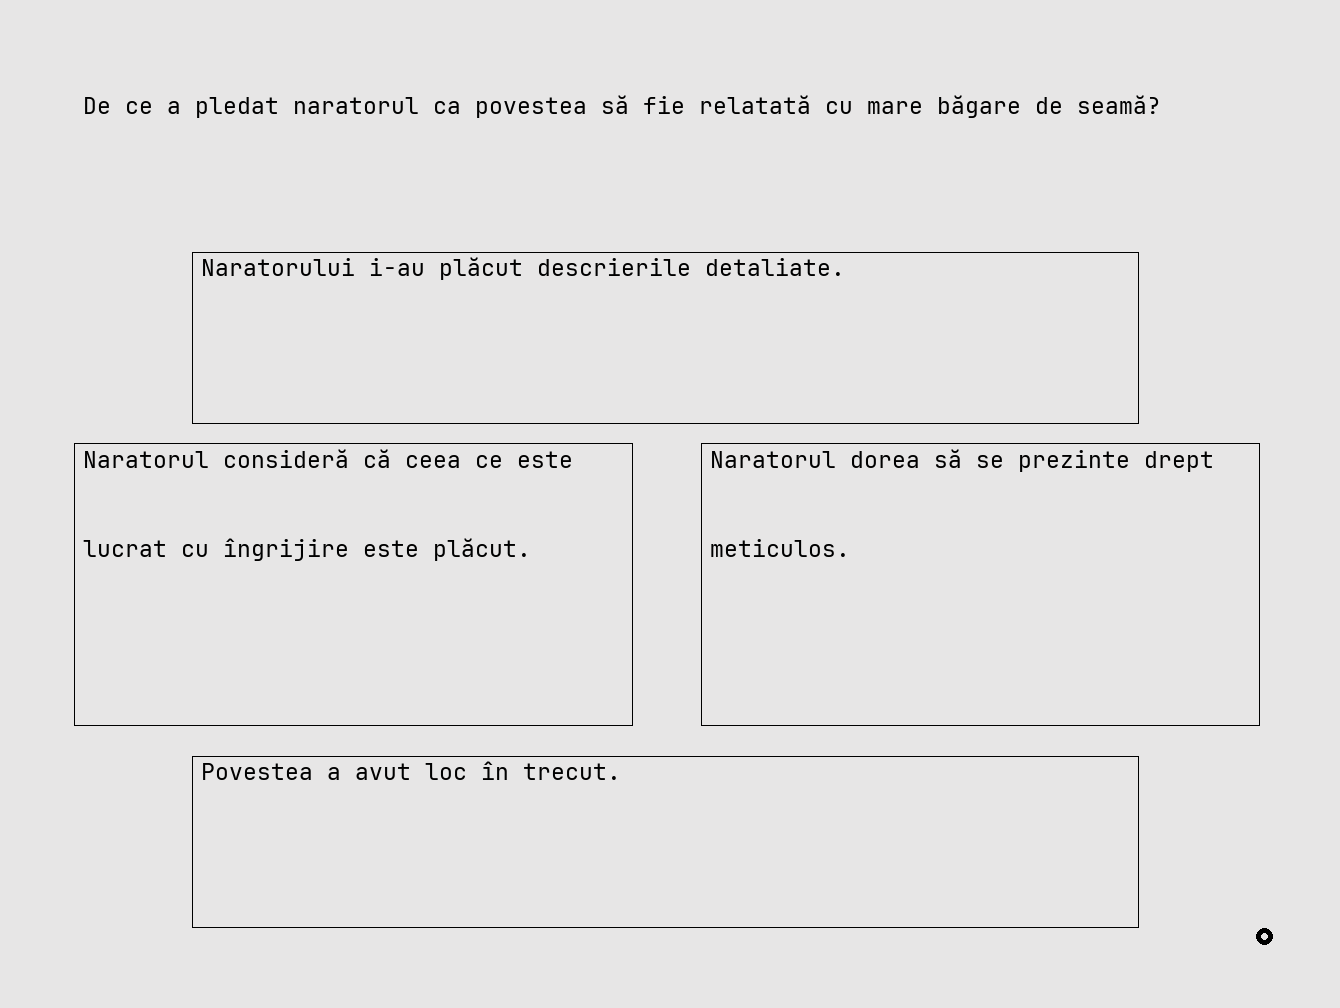 De ce a pledat naratorul ca povestea să fie relatată cu mare băgare de seamă?
Naratorului i-au plăcut descrierile detaliate.
Naratorul consideră că ceea ce este
lucrat cu îngrijire este plăcut.
Naratorul dorea să se prezinte drept
meticulos.
Povestea a avut loc în trecut.